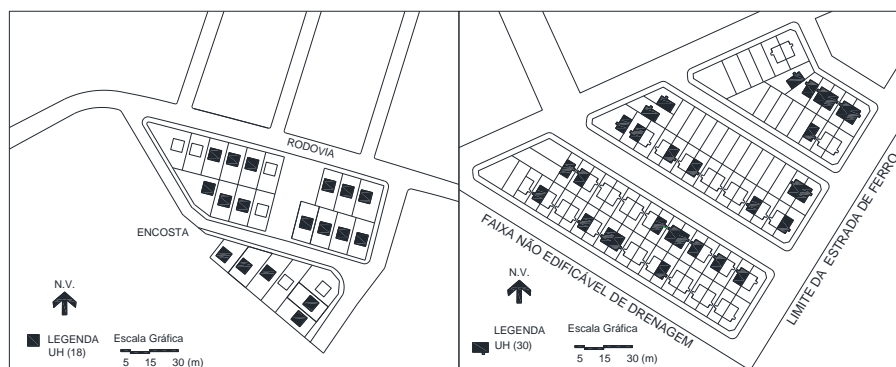 RODOVIA
ENCOSTA
N.V.
LEGENDA
UH (18)
Escala Gráfica
5 15 30 (m)
FAIXA NÃO EDIFICÁVEL DE DRENAGEM
LIMITE DA ESTRADA DE FERRO
N.V.
LEGENDA
UH (30)
Escala Gráfica
5 15 30 (m)